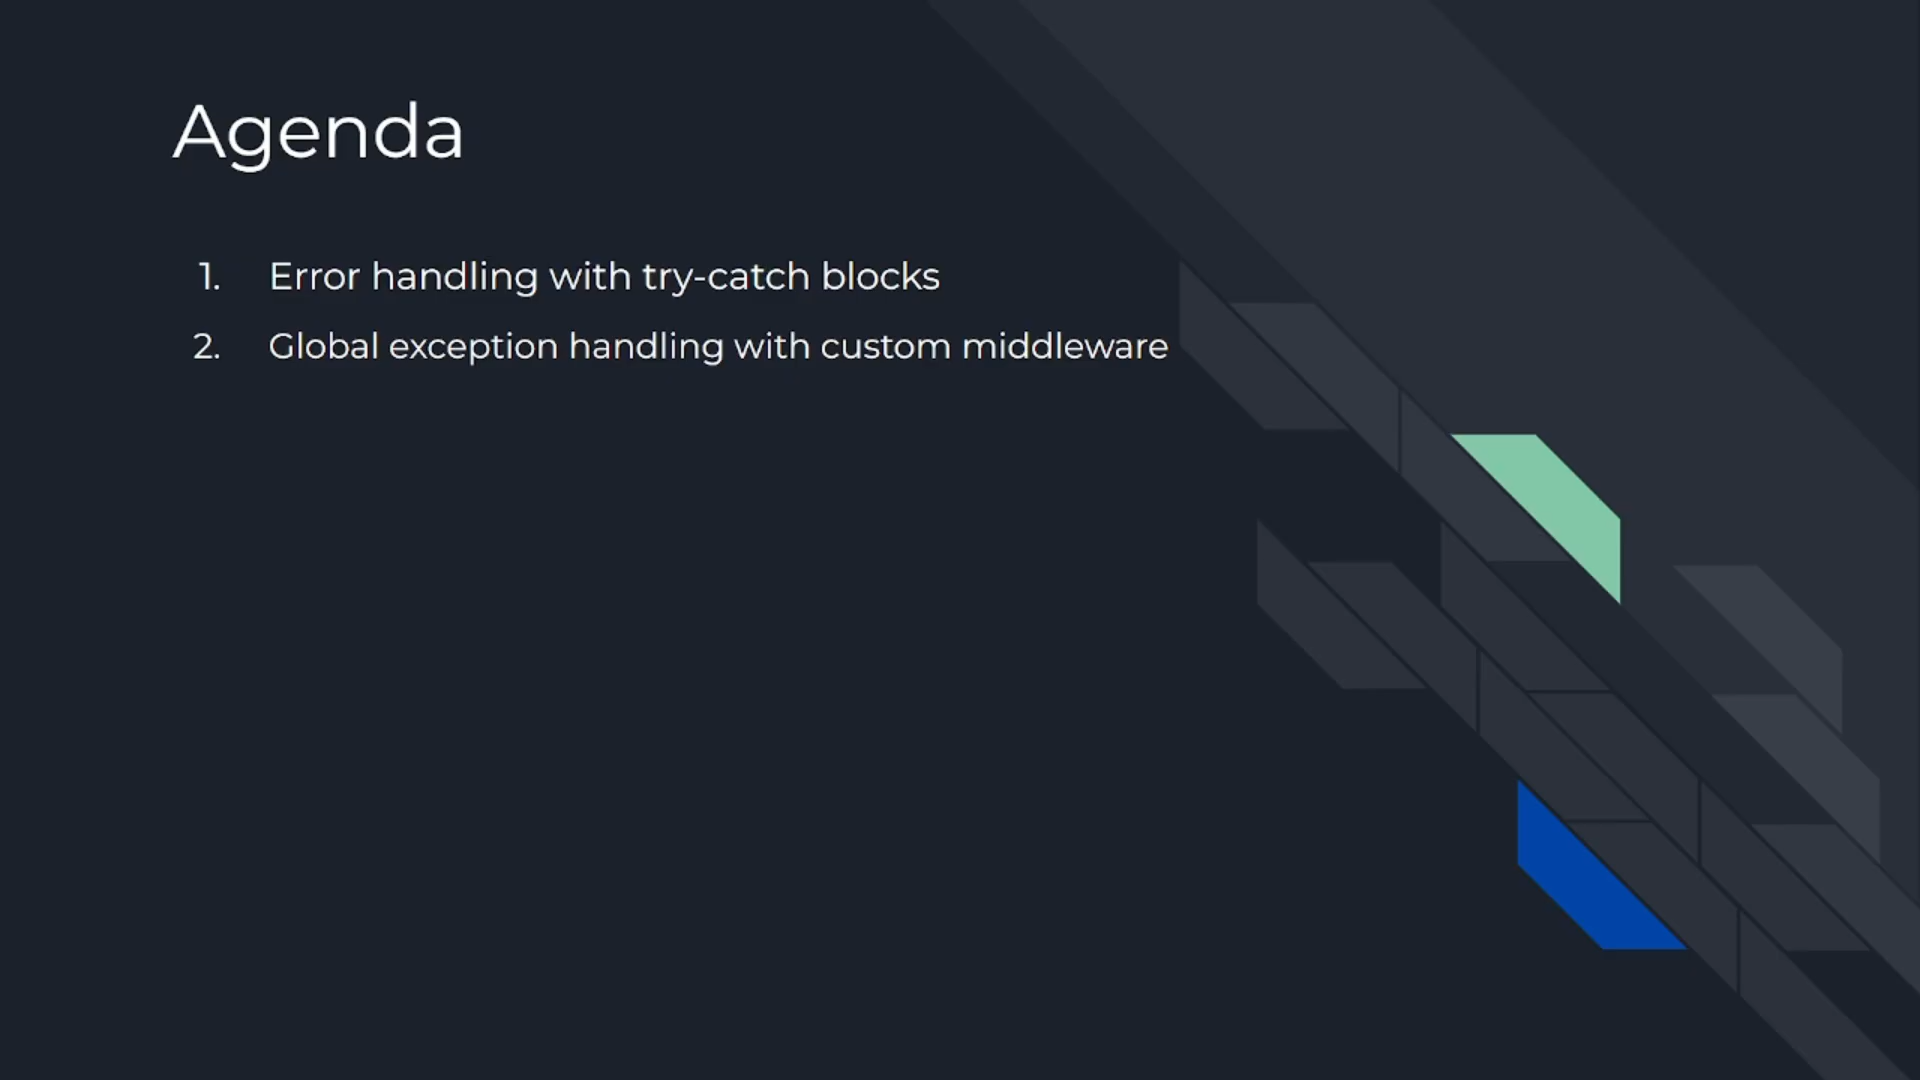 Agenda
1. Error handling with try-catch blocks
2. Global exception handling with custom middleware